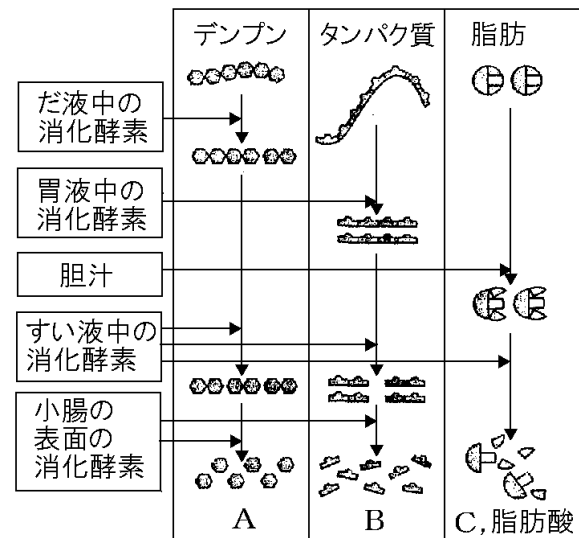 デンプン
タンパク質
脂肪
だ液中の
消化酵素
胃液中の
消化酵素
胆汁
すい液中の
消化酵素
小腸の
表面の
消化酵素
A
B
C,脂肪酸